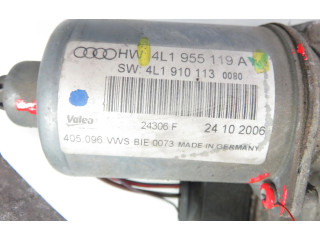 HW 4L1 955 119 A
SW. 4L1 910 113 0080
Valeo 24306 F 24 10 2006
405.096 VWS BIE:0073 MADE IN GERMANY